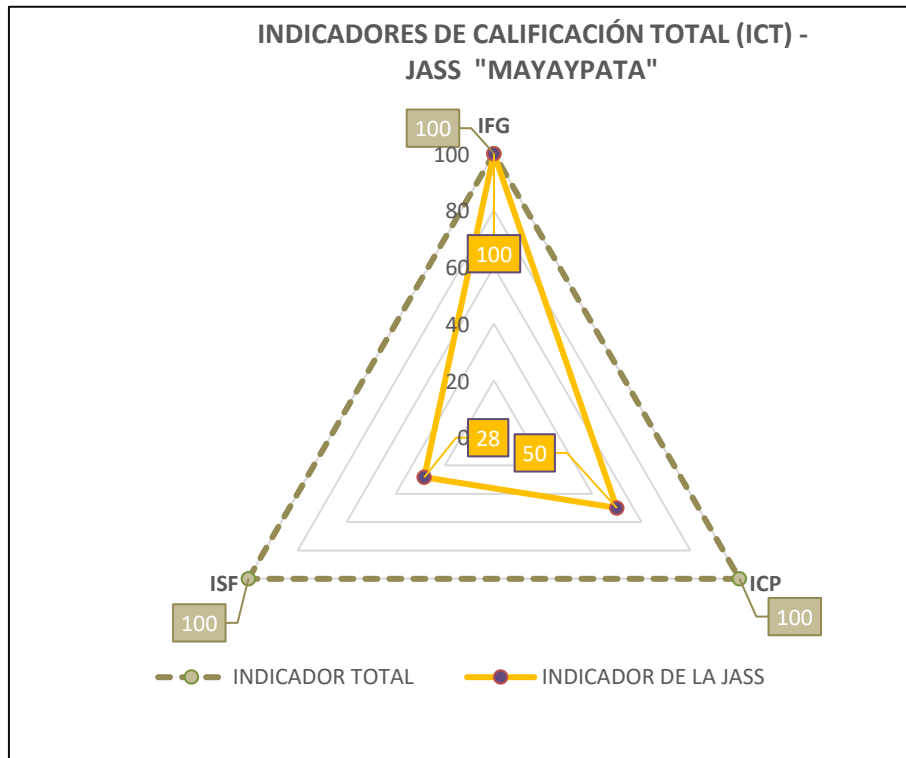 INDICADORES DE CALIFICACIÓN TOTAL (ICT) -
JASS "MAYAYPATA"
100
IFG
100
80
100
60
40
20
0
28
50
ISF
ICP
100
100
INDICADOR TOTAL
INDICADOR DE LA JASS